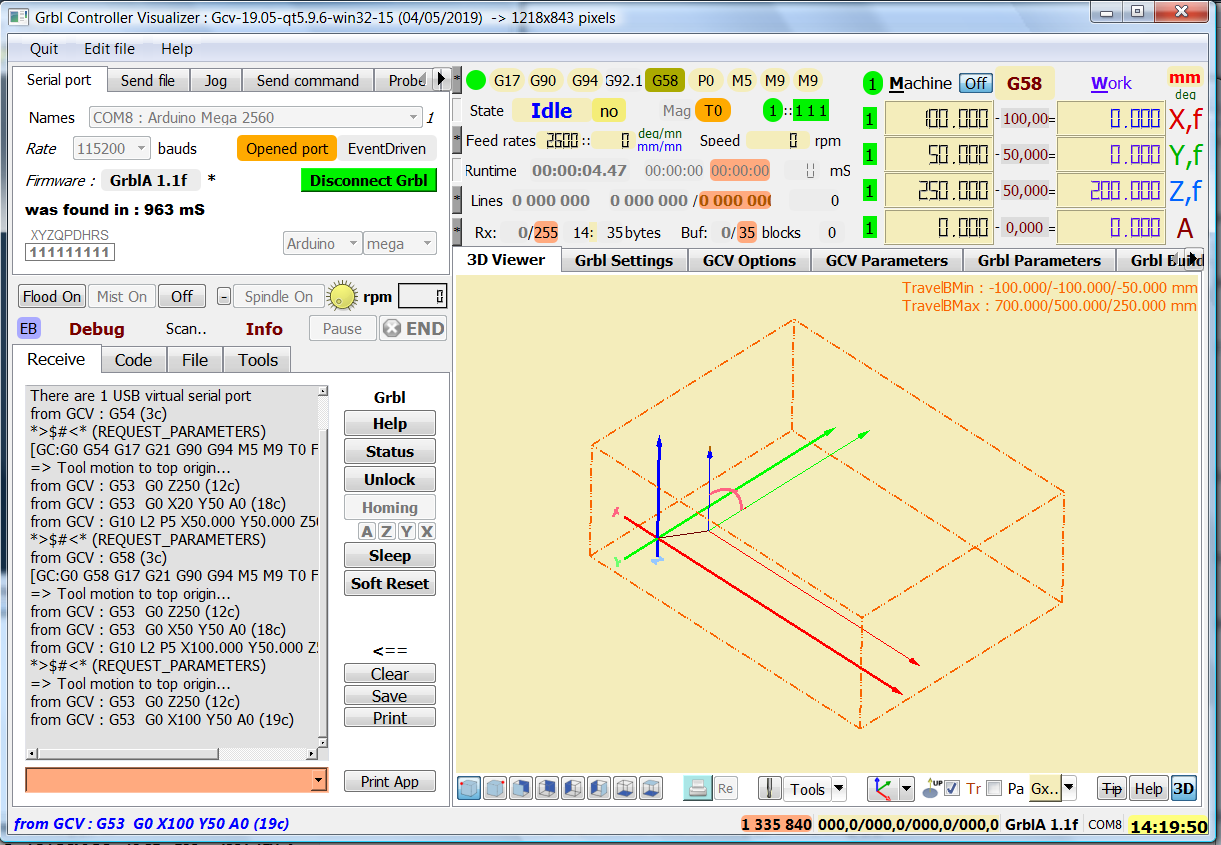 Grbl Controller Visualizer : Gcv-19.05-qt5.9.6-win32-15 (04/05/2019)  -> 1218x843 pixels
Quit Edit file Help
Serial port Send file Jog Send command Probe
Names COM8 : Arduino Mega 2560 1
Rate 115200 bauds Opened port EventDriven
Firmware : GrblA 1.1f * Disconnect Grbl
was found in : 963 mS
XYZQPDHRS
111111111
Arduino mega
G17 G90 G94 G92.1 G58 P0 M5 M9 M9
State Idle no Mag T0 1 :: 1 1 1
Feed rates 2600 :: 0 deg/mn mm/mn Speed 0 rpm
Runtime 00:00:04.47 00:00:00 00:00:00 0 mS
Lines 0 000 000 0 000 000 / 0 000 000 0
Rx: 0/255 14: 35 bytes Buf: 0/35 blocks 0
1 Machine Off G58 Work mm deg
1 100.000 - 100,00= 0.000 X,f
1 50.000 - 50,000= 0.000 Y,f
1 250.000 - 50,000= 200.000 Z,f
1 0.000 - 0,000 = 0.000 A
Flood On Mist On Off - Spindle On rpm 0
EB Debug Scan.. Info Pause END
Receive Code File Tools
There are 1 USB virtual serial port
from GCV : G54 (3c)
*>$#<* (REQUEST_PARAMETERS)
[GC:G0 G54 G17 G21 G90 G94 M5 M9 T0 F
=> Tool motion to top origin...
from GCV : G53  G0 Z250 (12c)
from GCV : G53  G0 X20 Y50 A0 (18c)
from GCV : G10 L2 P5 X50.000 Y50.000 Z50
*>$#<* (REQUEST_PARAMETERS)
from GCV : G58 (3c)
[GC:G0 G58 G17 G21 G90 G94 M5 M9 T0 F
=> Tool motion to top origin...
from GCV : G53  G0 Z250 (12c)
from GCV : G53  G0 X50 Y50 A0 (18c)
from GCV : G10 L2 P5 X100.000 Y50.000 Z5
*>$#<* (REQUEST_PARAMETERS)
=> Tool motion to top origin...
from GCV : G53  G0 Z250 (12c)
from GCV : G53  G0 X100 Y50 A0 (19c)
Grbl
Help
Status
Unlock
Homing
A Z Y X
Sleep
Soft Reset
<==
Clear
Save
Print
Print App
3D Viewer Grbl Settings GCV Options GCV Parameters Grbl Parameters Grbl Build
TravelBMin : -100.000/-100.000/-50.000 mm
TravelBMax : 700.000/500.000/250.000 mm
X
Y
Re Tools UP Tr Pa Gx.. Tip Help 3D
from GCV : G53  G0 X100 Y50 A0 (19c)
1 335 840 000,0/000,0/000,0/000,0 GrblA 1.1f COM8 14:19:50